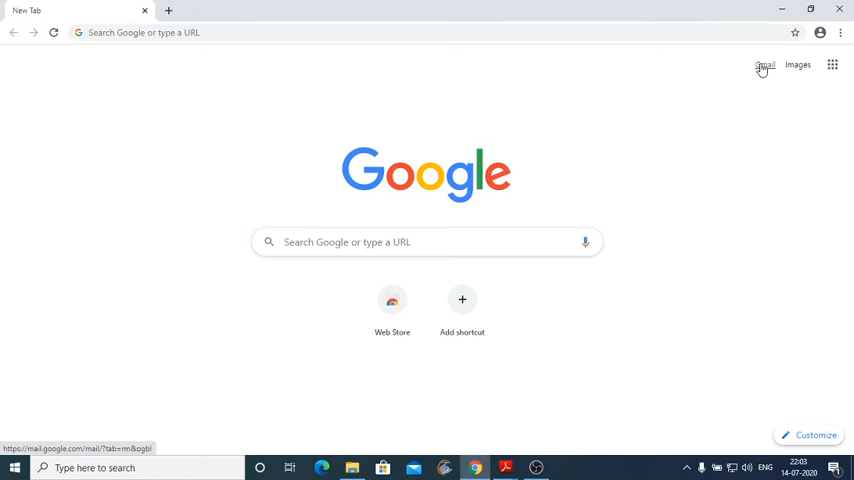 New Tab
Search Google or type a URL
Gmail Images
Google
Search Google or type a URL
Web Store Add shortcut
Customize
https://mail.google.com/mail/?tab=rm&ogbl
Type here to search
ENG
22:03
14-07-2020
1